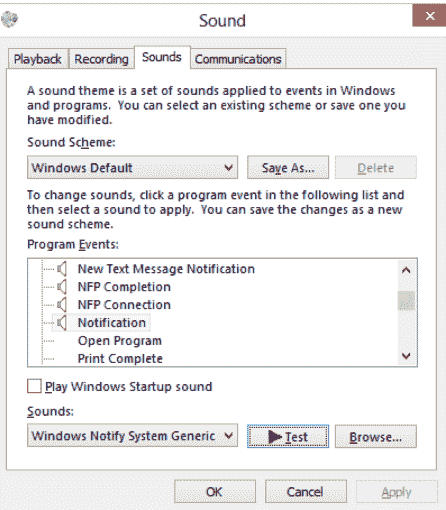 Sound
Playback Recording Sounds Communications
A sound theme is a set of sounds applied to events in Windows
and programs. You can select an existing scheme or save one you
have modified.
Sound Scheme:
Windows Default Save As... Delete
To change sounds, click a program event in the following list and
then select a sound to apply. You can save the changes as a new
sound scheme.
Program Events:
New Text Message Notification
NFP Completion
NFP Connection
Notification
Open Program
Print Complete
Play Windows Startup sound
Sounds:
Windows Notify System Generic Test Browse...
OK Cancel Apply